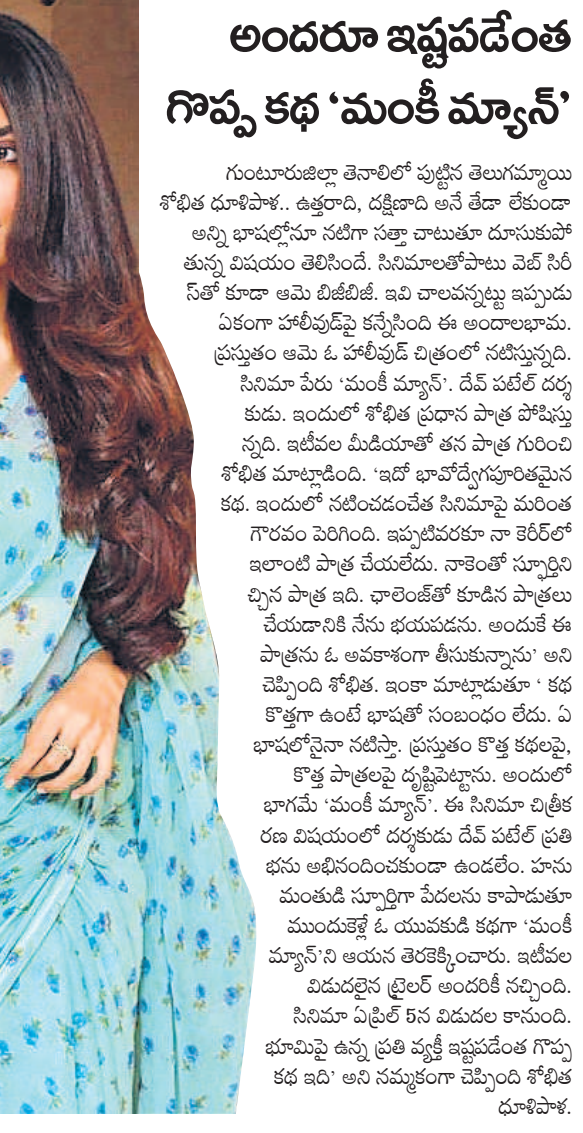 అందరూ ఇష్టపడేంత
గొప్ప కథ ‘మంకీ మ్యాన్’
గుంటూరుజిల్లా తెనాలిలో పుట్టిన తెలుగమ్మాయి
శోభిత ధూళిపాళ.. ఉత్తరాది, దక్షిణాది అనే తేడా లేకుండా
అన్ని భాషల్లోనూ నటిగా సత్తా చాటుతూ దూసుకుపో
తున్న విషయం తెలిసిందే. సినిమాలతోపాటు వెబ్ సిరీ
స్‌తో కూడా ఆమె బిజీబిజీ. ఇవి చాలవన్నట్టు ఇప్పుడు
ఏకంగా హాలీవుడ్‌పై కన్నేసింది ఈ అందాలభామ.
ప్రస్తుతం ఆమె ఓ హాలీవుడ్ చిత్రంలో నటిస్తున్నది.
సినిమా పేరు ‘మంకీ మ్యాన్’. దేవ్ పటేల్ దర్శ
కుడు. ఇందులో శోభిత ప్రధాన పాత్ర పోషిస్తు
న్నది. ఇటీవల మీడియాతో తన పాత్ర గురించి
శోభిత మాట్లాడింది. ‘ఇదో భావోద్వేగపూరితమైన
కథ. ఇందులో నటించడంచేత సినిమాపై మరింత
గౌరవం పెరిగింది. ఇప్పటివరకూ నా కెరీర్‌లో
ఇలాంటి పాత్ర చేయలేదు. నాకెంతో స్ఫూర్తిని
చ్చిన పాత్ర ఇది. ఛాలెంజ్‌తో కూడిన పాత్రలు
చేయడానికి నేను భయపడను. అందుకే ఈ
పాత్రను ఓ అవకాశంగా తీసుకున్నాను’ అని
చెప్పింది శోభిత. ఇంకా మాట్లాడుతూ ‘ కథ
కొత్తగా ఉంటే భాషతో సంబంధం లేదు. ఏ
భాషలోనైనా నటిస్తా. ప్రస్తుతం కొత్త కథలపై,
కొత్త పాత్రలపై దృష్టిపెట్టాను. అందులో
భాగమే ‘మంకీ మ్యాన్’. ఈ సినిమా చిత్రీక
రణ విషయంలో దర్శకుడు దేవ్ పటేల్ ప్రతి
భను అభినందించకుండా ఉండలేం. హను
మంతుడి స్ఫూర్తిగా పేదలను కాపాడుతూ
ముందుకెళ్లే ఓ యువకుడి కథగా ‘మంకీ
మ్యాన్’ని ఆయన తెరకెక్కించారు. ఇటీవల
విడుదలైన ట్రైలర్ అందరికీ నచ్చింది.
సినిమా ఏప్రిల్ 5న విడుదల కానుంది.
భూమిపై ఉన్న ప్రతి వ్యక్తీ ఇష్టపడేంత గొప్ప
కథ ఇది’ అని నమ్మకంగా చెప్పింది శోభిత
ధూళిపాళ.